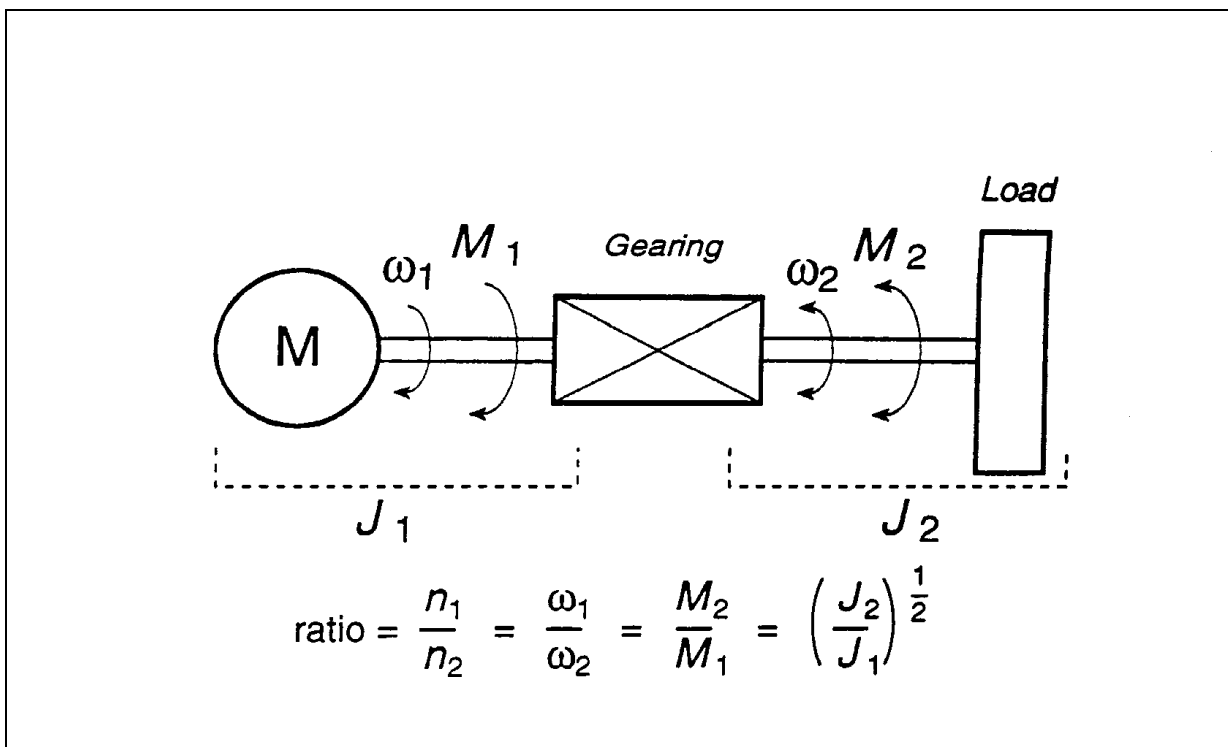 Load
M 1
Gearing
M 2
ω1
ω2
M
J 1
J 2
ratio = n1/n2 = ω1/ω2 = M2/M1 = (J2/J1)^1/2